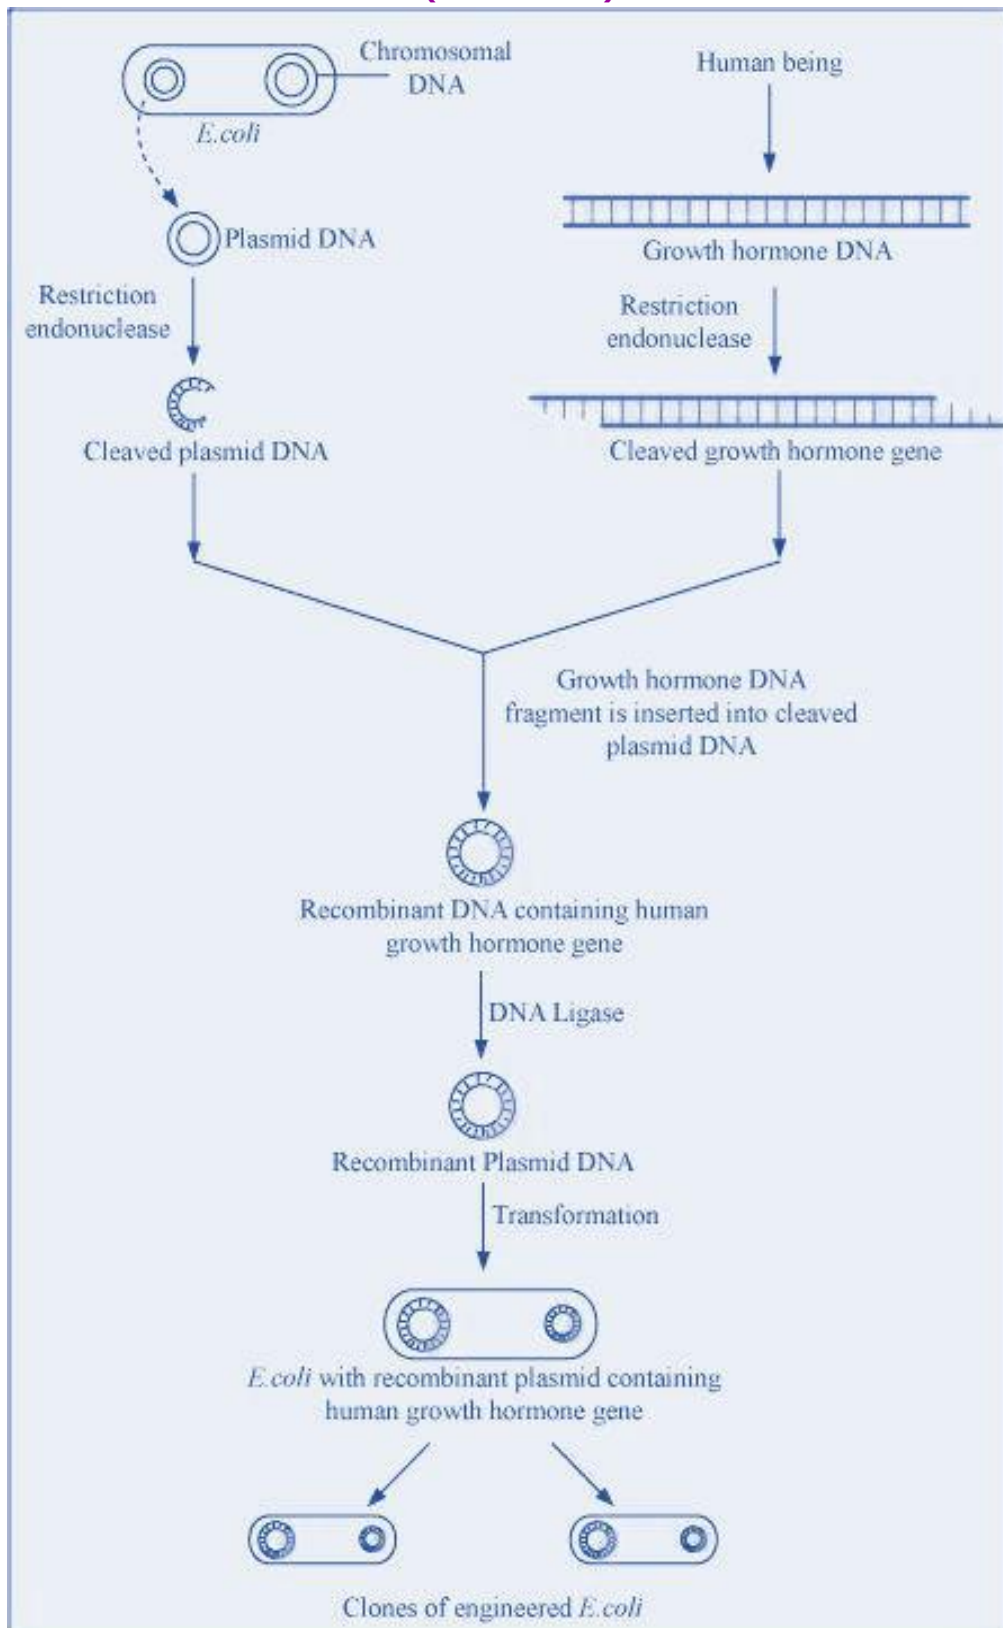 Chromosomal
DNA
E.coli
Human being
Plasmid DNA
Growth hormone DNA
Restriction
endonuclease
Restriction
endonuclease
Cleaved plasmid DNA
Cleaved growth hormone gene
Growth hormone DNA
fragment is inserted into cleaved
plasmid DNA
Recombinant DNA containing human
growth hormone gene
DNA Ligase
Recombinant Plasmid DNA
Transformation
E.coli with recombinant plasmid containing
human growth hormone gene
Clones of engineered E.coli